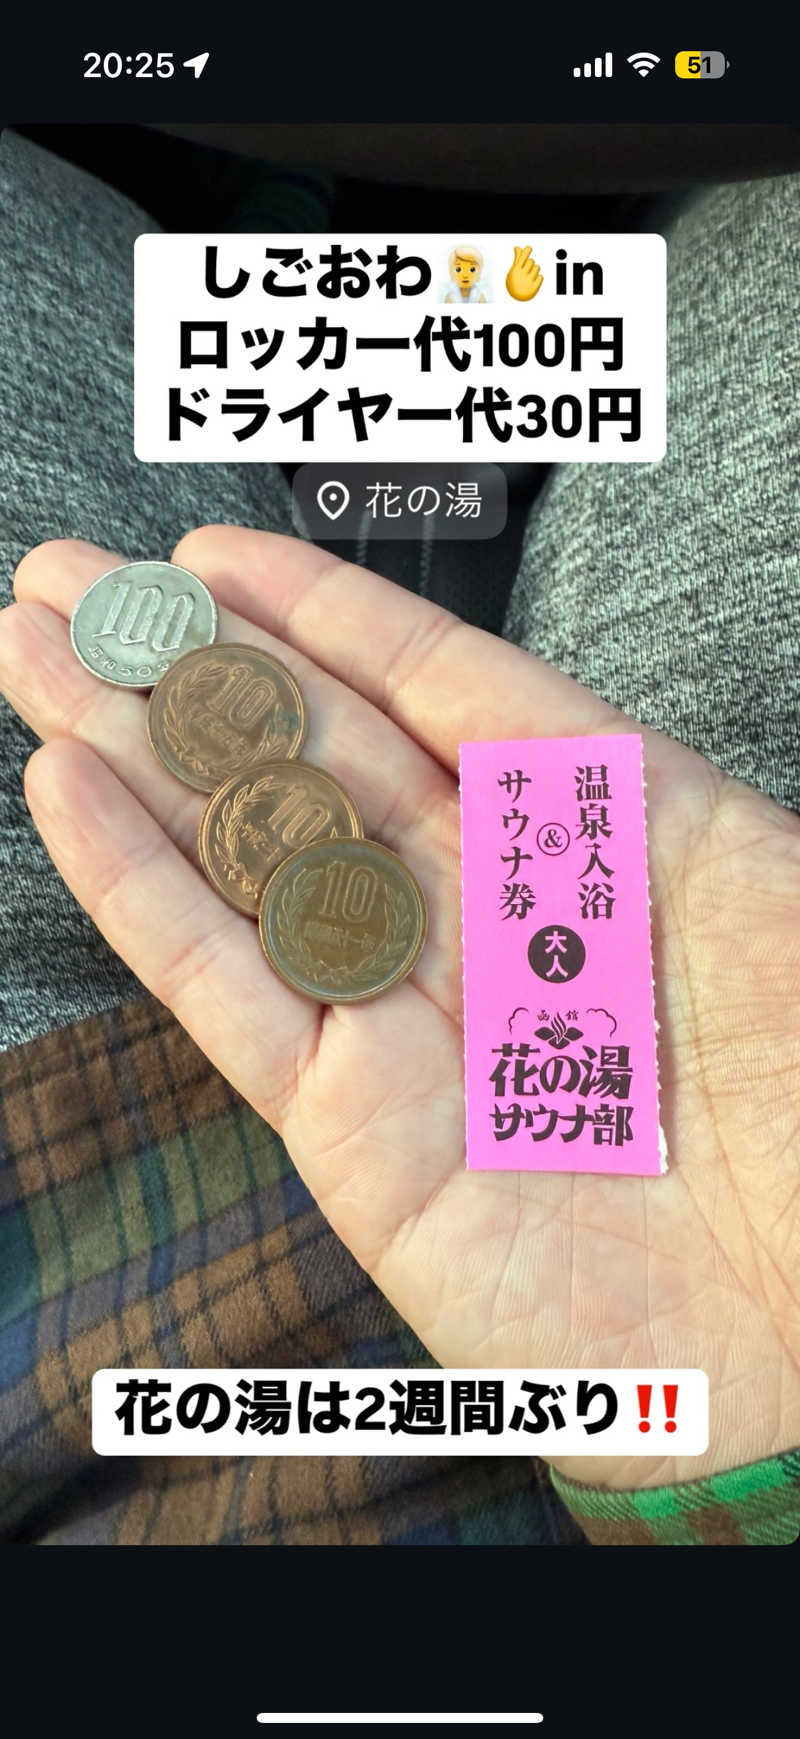 20:25
51
しごおわ🧖🫰in
ロッカー代100円
ドライヤー代30円
花の湯
100
10
10
10
温泉入浴
&
サウナ券
大人
函館
花の湯
サウナ部
花の湯は2週間ぶり‼️